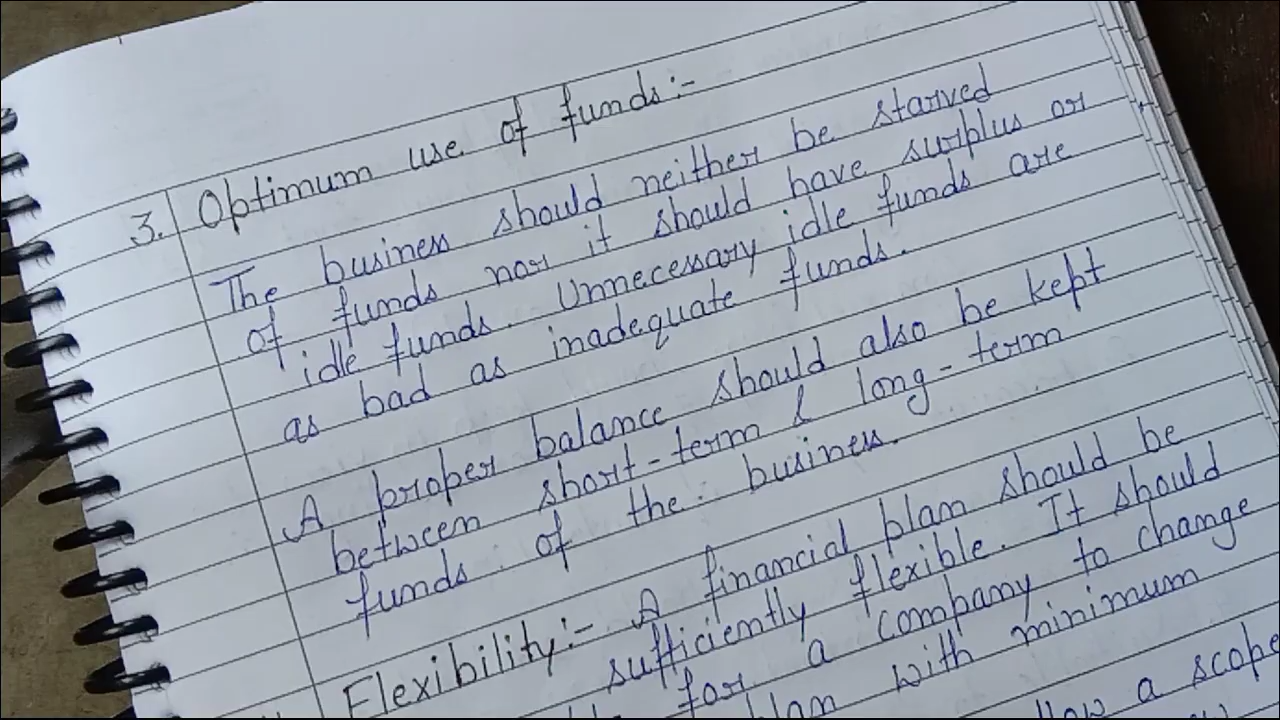 3. Optimum use of funds:-
The business should neither be starved
of funds nor it should have surplus or
idle funds. Unnecessary idle funds are
as bad as inadequate funds.
A proper balance should also be kept
between short-term & long-term
funds of the business.
Flexibility:- A financial plan should be
sufficiently flexible. It should
for a company to change
plan with minimum
a scope